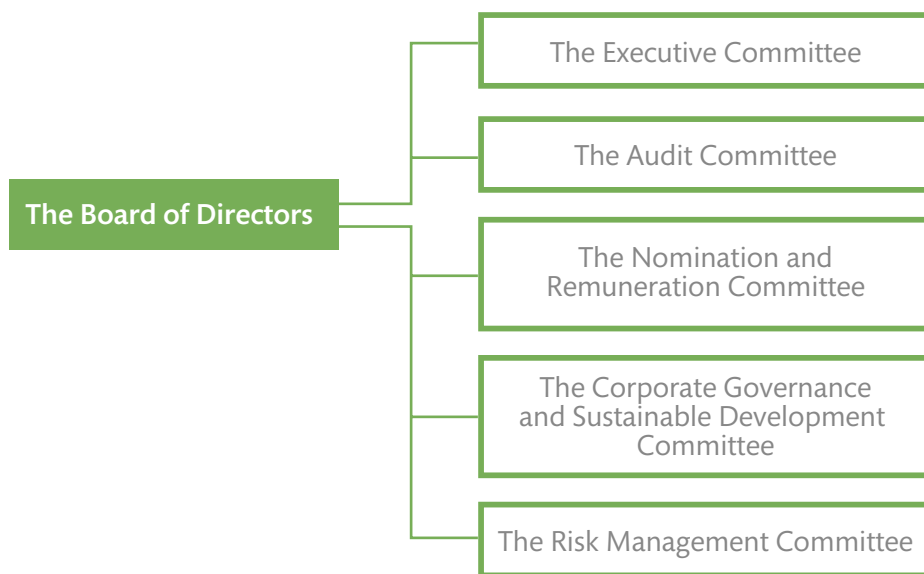 The Executive Committee
The Audit Committee
The Board of Directors
The Nomination and
Remuneration Committee
The Corporate Governance
and Sustainable Development
Committee
The Risk Management Committee